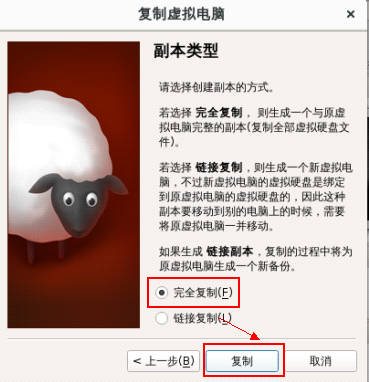 复制虚拟电脑
副本类型
请选择创建副本的方式。
若选择 完全复制， 则生成一个与原虚
拟电脑完整的副本(复制全部虚拟硬盘文
件)。
若选择 链接复制，则生成一个新虚拟电
脑，不过新虚拟电脑的虚拟硬盘是绑定
到原虚拟电脑的虚拟硬盘的，因此这种
副本要移动到别的电脑上的时候，需要
将原虚拟电脑一并移动。
如果生成 链接副本，复制的过程中将为
原虚拟电脑生成一个新备份。
完全复制(F)
链接复制(L)
< 上一步(B)
复制
取消